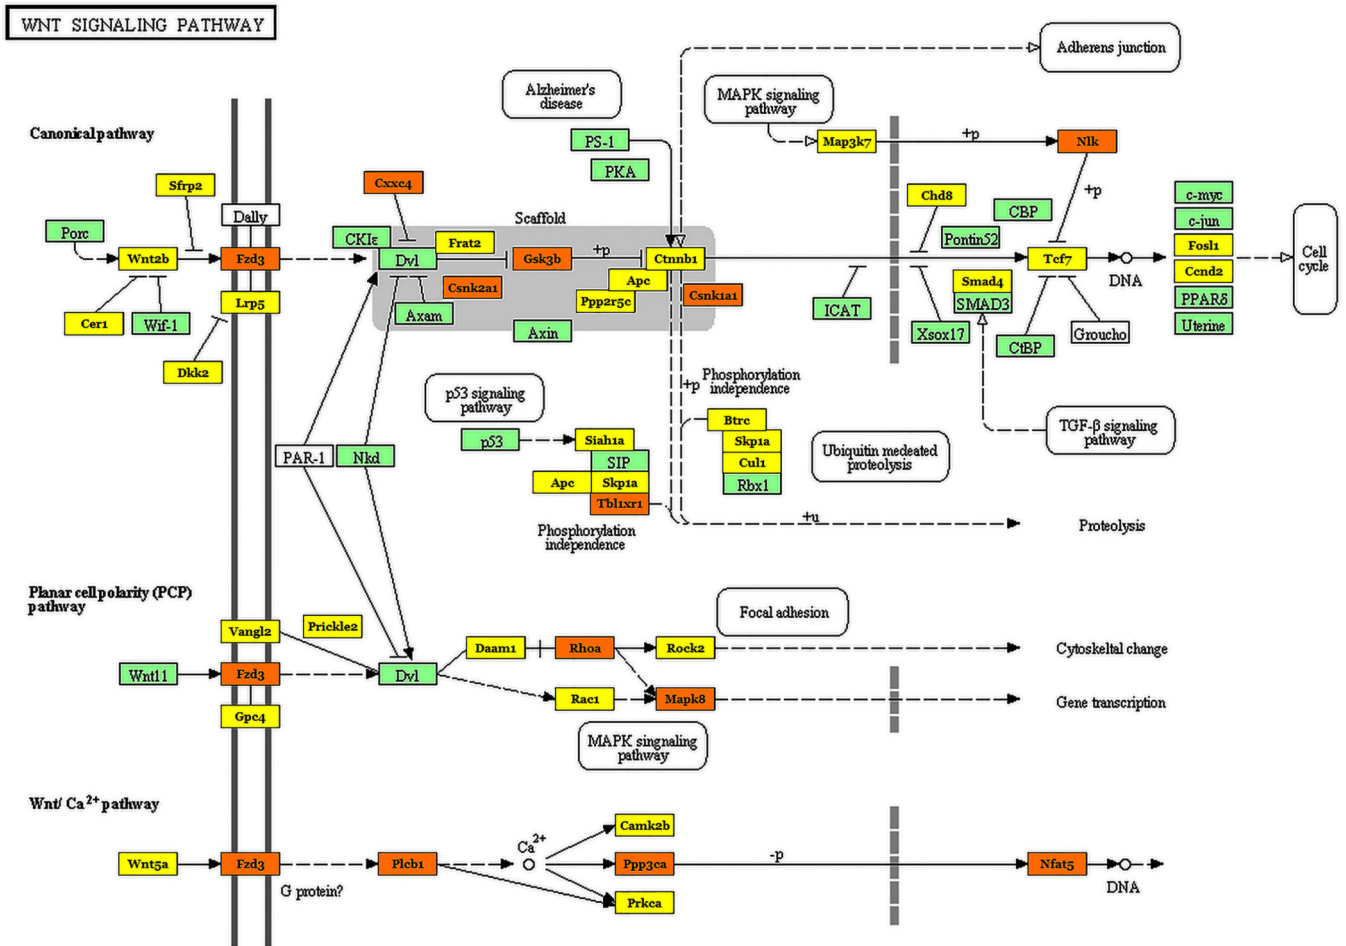 WNT SIGNALING PATHWAY
Adherens junction
Alzheimer's
disease
MAPK signaling
pathway
Canonical pathway
PS-1
PKA
Map3k7
+p
Nlk
Sfrp2
Cxxc4
Chd8
+p
c-myc
Dally
Scaffold
CBP
c-jun
Porc
CKIε
Frat2
Pontin52
Fosl1
Wnt2b
Fzd3
Dvl
Gsk3b
+p
Ctnnb1
Tcf7
DNA
Ccnd2
Cell
cycle
Lrp5
Csnk2a1
Apc
Ppp2r5c
Csnk1a1
Smad4
SMAD3
PPARδ
Cer1
Wif-1
Axam
Axin
ICAT
Xsox17
CtBP
Groucho
Uterine
Dkk2
p53 signaling
pathway
+p
Phosphorylation
independence
TGF-β signaling
pathway
PAR-1
Nkd
p53
Siah1a
SIP
Apc
Skp1a
Tbl1xr1
Btrc
Skp1a
Cul1
Rbx1
Ubiquitin medeated
proteolysis
Phosphorylation
independence
+u
Proteolysis
Planar cell polarity (PCP)
pathway
Vangl2
Prickle2
Focal adhesion
Daam1
Rhoa
Rock2
Cytoskeltal change
Wnt11
Fzd3
Dvl
Rac1
Mapk8
Gene transcription
Gpc4
MAPK singnaling
pathway
Wnt/ Ca2+ pathway
Camk2b
Ca2+
Wnt5a
Fzd3
Plcb1
Ppp3ca
-p
Nfat5
DNA
G protein?
Prkca